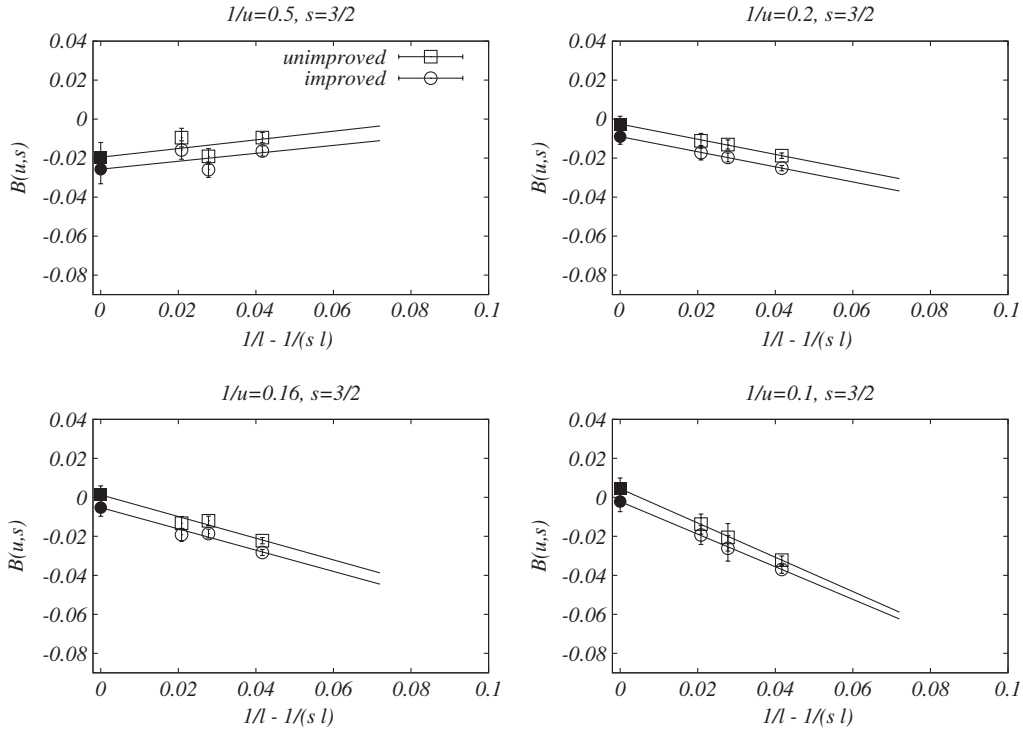 1/u=0.5, s=3/2
0.04
0.02
0
-0.02
-0.04
-0.06
-0.08
B(u,s)
unimproved
improved
0 0.02 0.04 0.06 0.08 0.1
1/l - 1/(s l)
1/u=0.2, s=3/2
0.04
0.02
0
-0.02
-0.04
-0.06
-0.08
B(u,s)
0 0.02 0.04 0.06 0.08 0.1
1/l - 1/(s l)
1/u=0.16, s=3/2
0.04
0.02
0
-0.02
-0.04
-0.06
-0.08
B(u,s)
0 0.02 0.04 0.06 0.08 0.1
1/l - 1/(s l)
1/u=0.1, s=3/2
0.04
0.02
0
-0.02
-0.04
-0.06
-0.08
B(u,s)
0 0.02 0.04 0.06 0.08 0.1
1/l - 1/(s l)